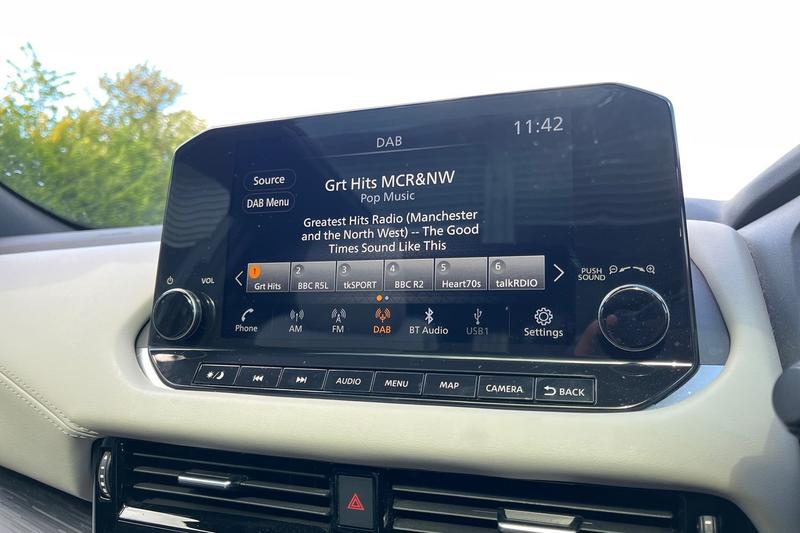 DAB
11:42
Source
DAB Menu
Grt Hits MCR&NW
Pop Music
Greatest Hits Radio (Manchester
and the North West) -- The Good
Times Sound Like This
1 2 3 4 5 6
Grt Hits BBC R5L tkSPORT BBC R2 Heart70s talkRDIO
VOL
PUSH
SOUND
Phone AM FM DAB BT Audio USB1 Settings
AUDIO MENU MAP CAMERA BACK